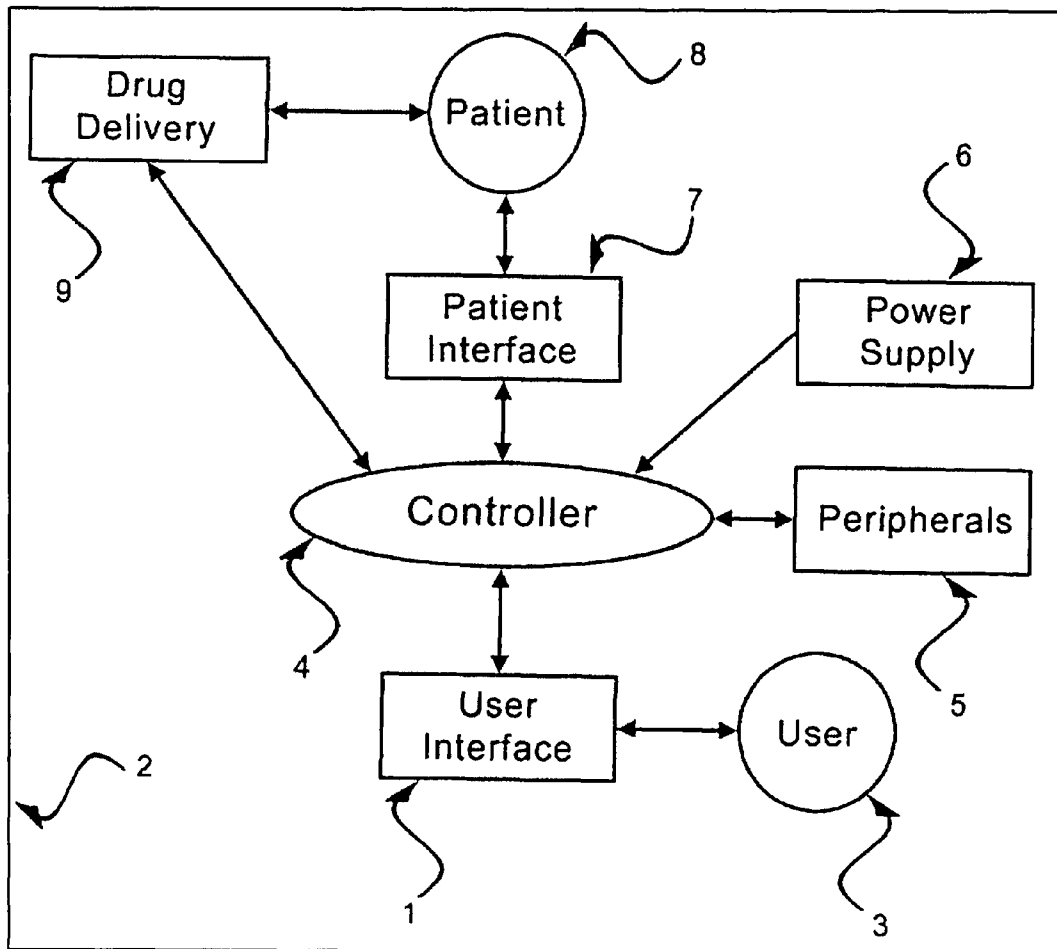 Drug
Delivery
Patient
8
6
7
9
Patient
Interface
Power
Supply
Controller
Peripherals
4
5
User
Interface
User
2
1
3